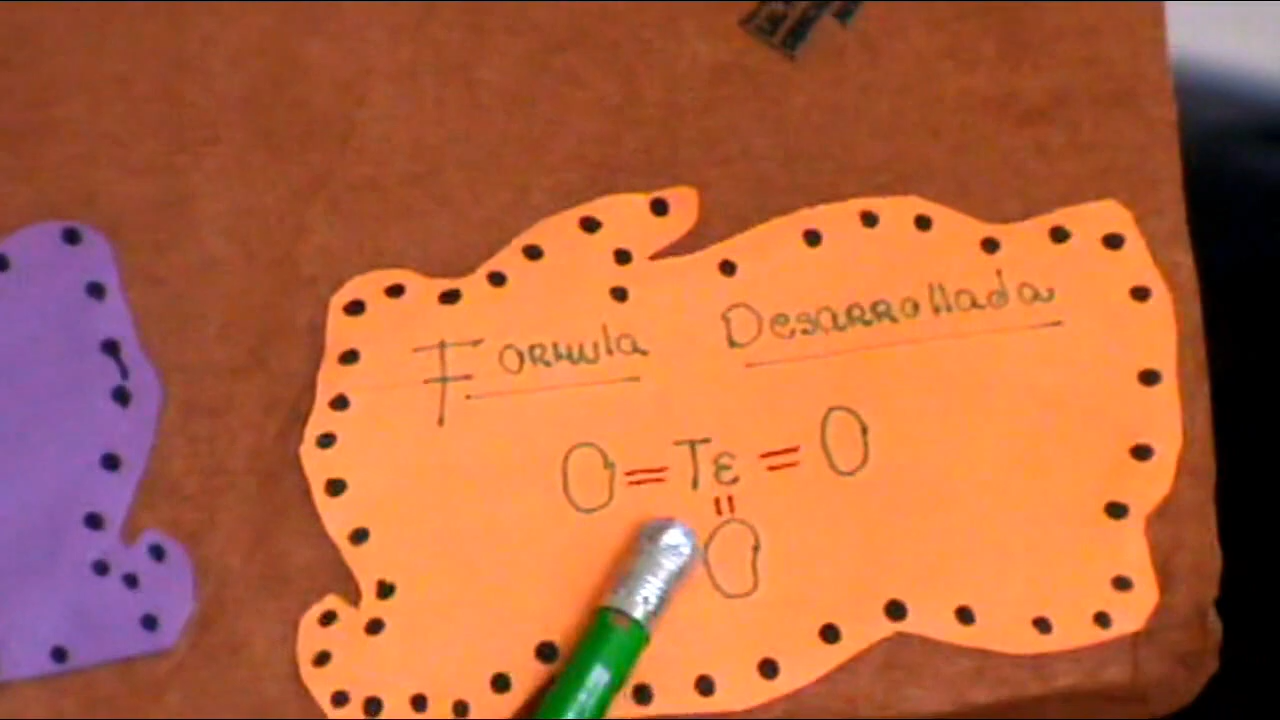 Formula Desarrollada
O = Te = O
||
O